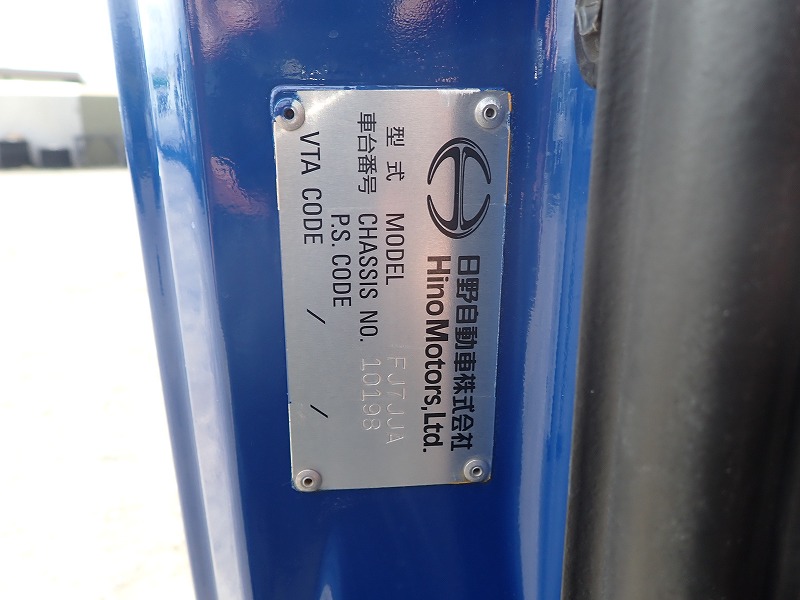 日野自動車株式会社
HinoMotors,Ltd.
型式 MODEL FJ7JJA
車台番号 CHASSIS NO. 10198
P.S. CODE /
VTA CODE /